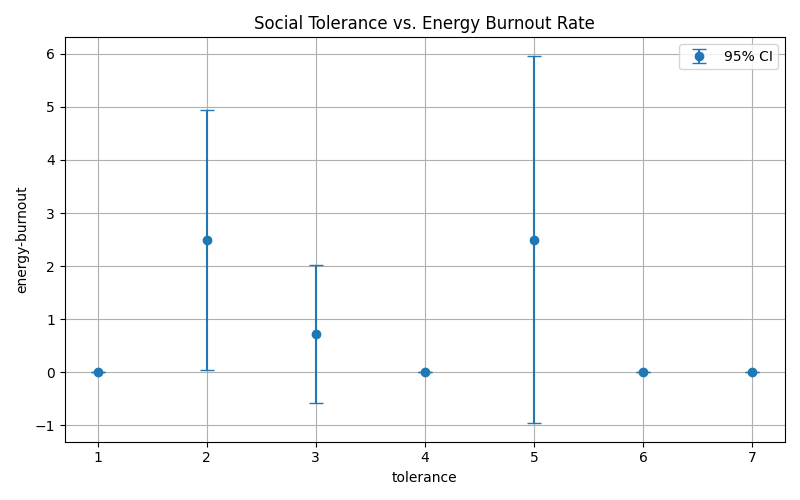 Social Tolerance vs. Energy Burnout Rate
95% CI
6
5
4
3
2
1
0
−1
energy-burnout
1 2 3 4 5 6 7
tolerance